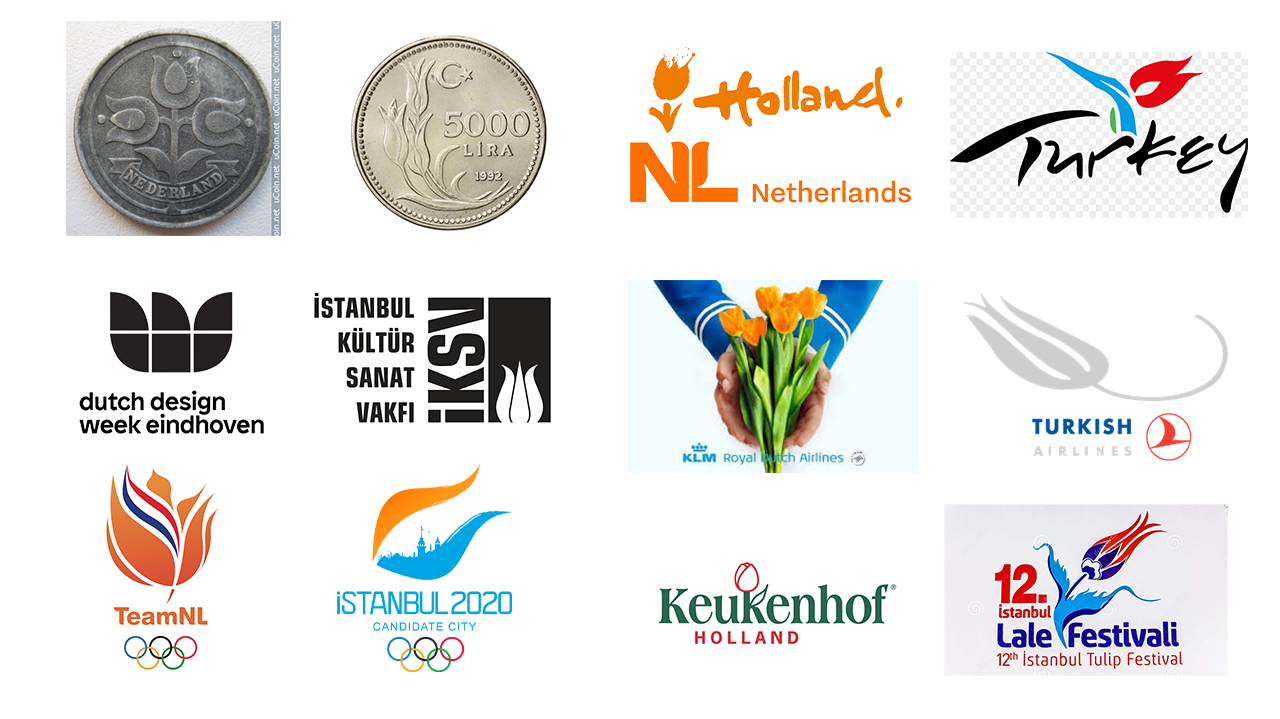 NEDERLAND
uCoin.net uCoin.net uCoin.net uCoin.net
5000
LİRA
1992
Holland.
NL Netherlands
Turkey
dutch design
week eindhoven
İSTANBUL
KÜLTÜR
SANAT
VAKFI
iKSV
KLM Royal Dutch Airlines
TURKISH
AIRLINES
TeamNL
iSTANBUL 2020
CANDIDATE CITY
Keukenhof®
HOLLAND
12.
İstanbul
Lale Festivali
12th İstanbul Tulip Festival